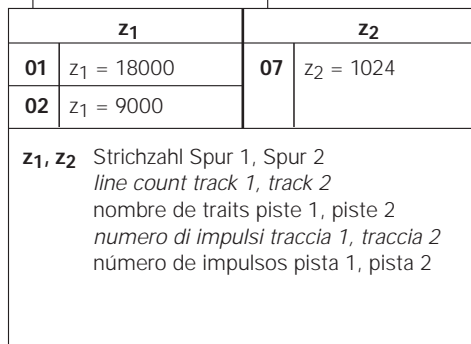 z1 z2
01 z1 = 18000 07 z2 = 1024
02 z1 = 9000
z1, z2 Strichzahl Spur 1, Spur 2
line count track 1, track 2
nombre de traits piste 1, piste 2
numero di impulsi traccia 1, traccia 2
número de impulsos pista 1, pista 2